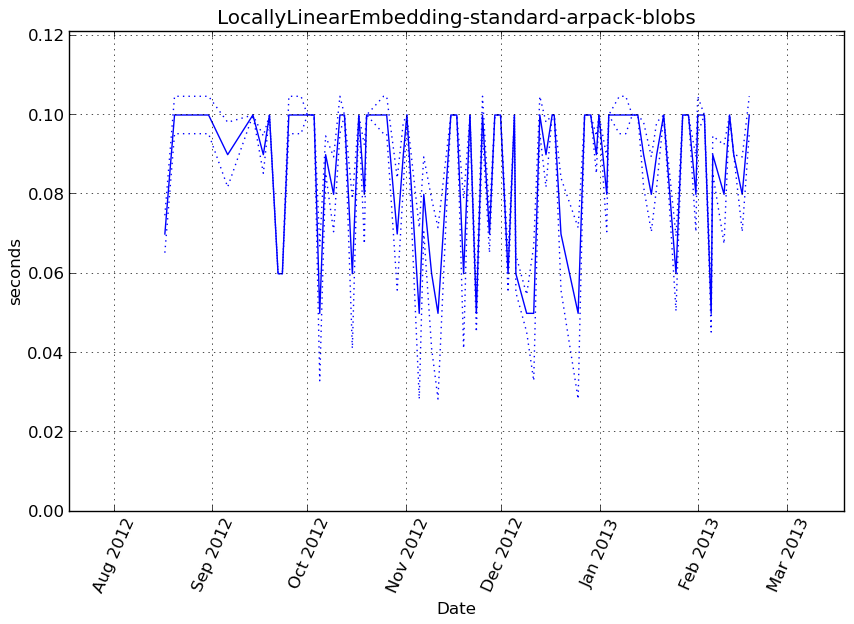 LocallyLinearEmbedding-standard-arpack-blobs
0.12
0.10
0.08
0.06
0.04
0.02
0.00
seconds
Aug 2012
Sep 2012
Oct 2012
Nov 2012
Dec 2012
Jan 2013
Feb 2013
Mar 2013
Date